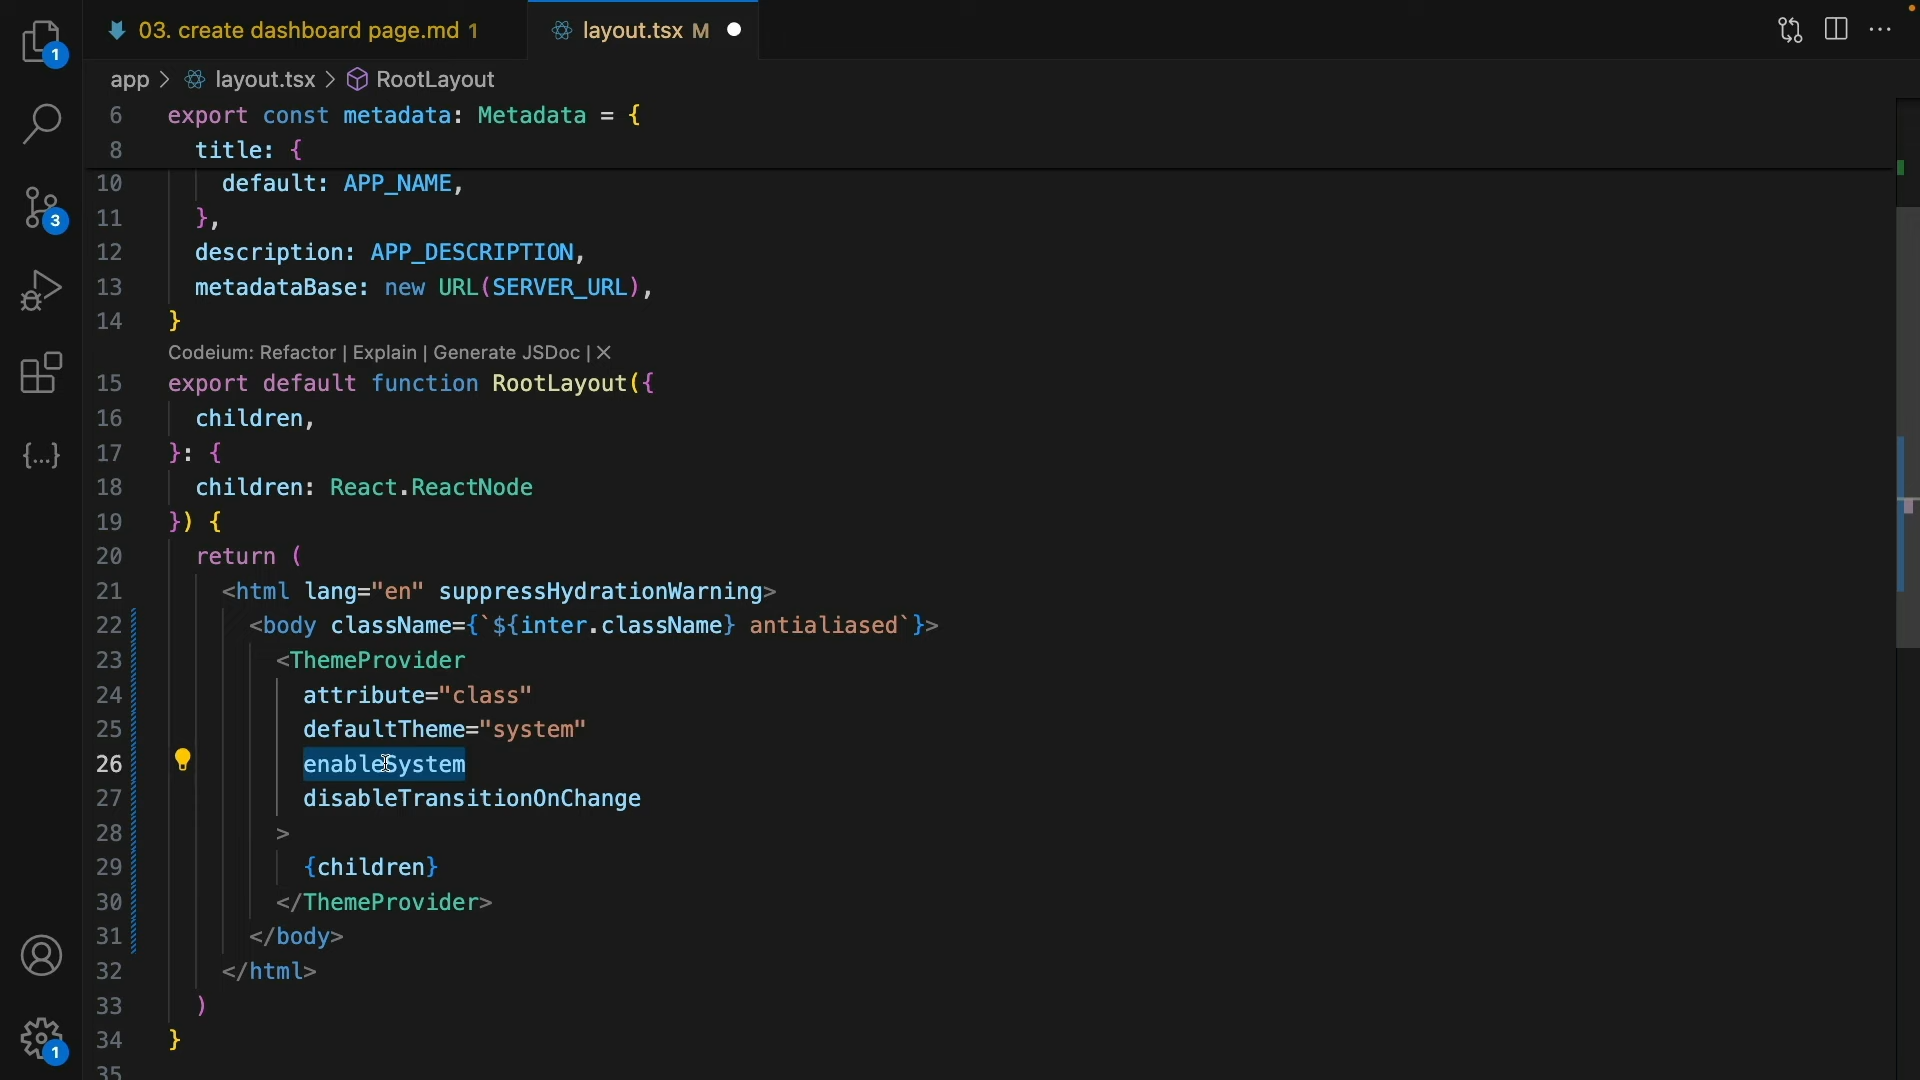 03. create dashboard page.md 1
layout.tsx M
app > layout.tsx > RootLayout
6 export const metadata: Metadata = {
8 title: {
10 default: APP_NAME,
11 },
12 description: APP_DESCRIPTION,
13 metadataBase: new URL(SERVER_URL),
14 }
Codeium: Refactor | Explain | Generate JSDoc | ×
15 export default function RootLayout({
16 children,
17 }: {
18 children: React.ReactNode
19 }) {
20 return (
21 <html lang="en" suppressHydrationWarning>
22 <body className={`${inter.className} antialiased`}>
23 <ThemeProvider
24 attribute="class"
25 defaultTheme="system"
26 enableSystem
27 disableTransitionOnChange
28 >
29 {children}
30 </ThemeProvider>
31 </body>
32 </html>
33 )
34 }
35
1
3
{...}
1